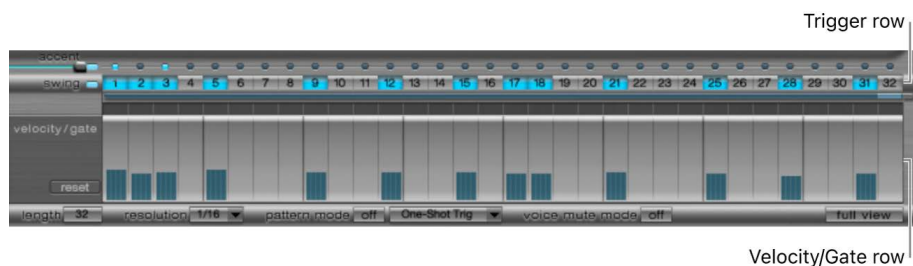 Trigger row
accent
swing 1 2 3 4 5 6 7 8 9 10 11 12 13 14 15 16 17 18 19 20 21 22 23 24 25 26 27 28 29 30 31 32
velocity/gate
reset
length 32 resolution 1/16 pattern mode off One-Shot Trig voice mute mode off full view
Velocity/Gate row